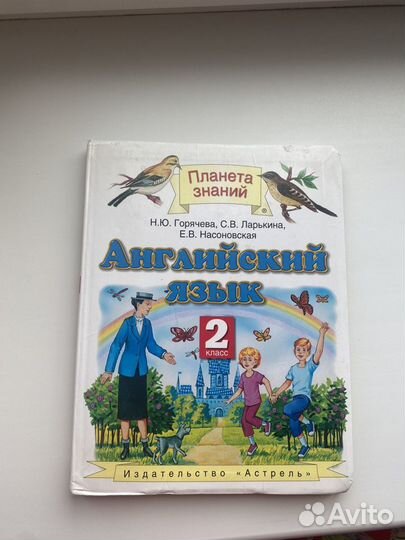 Планета
знаний
Н.Ю. Горячева, С.В. Ларькина,
Е.В. Насоновская
Английский
язык
2
класс
Издательство «Астрель»
Avito